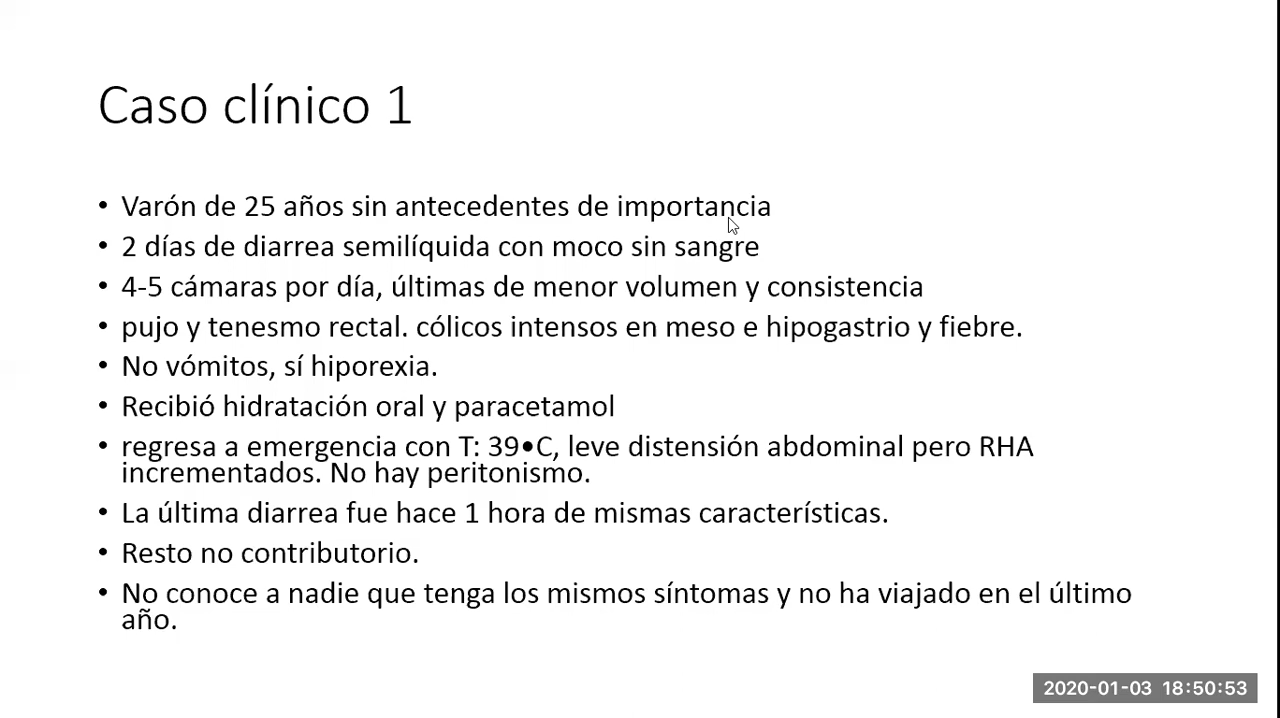 Caso clínico 1
• Varón de 25 años sin antecedentes de importancia
• 2 días de diarrea semilíquida con moco sin sangre
• 4-5 cámaras por día, últimas de menor volumen y consistencia
• pujo y tenesmo rectal. cólicos intensos en meso e hipogastrio y fiebre.
• No vómitos, sí hiporexia.
• Recibió hidratación oral y paracetamol
• regresa a emergencia con T: 39•C, leve distensión abdominal pero RHA
incrementados. No hay peritonismo.
• La última diarrea fue hace 1 hora de mismas características.
• Resto no contributorio.
• No conoce a nadie que tenga los mismos síntomas y no ha viajado en el último
año.
2020-01-03 18:50:53